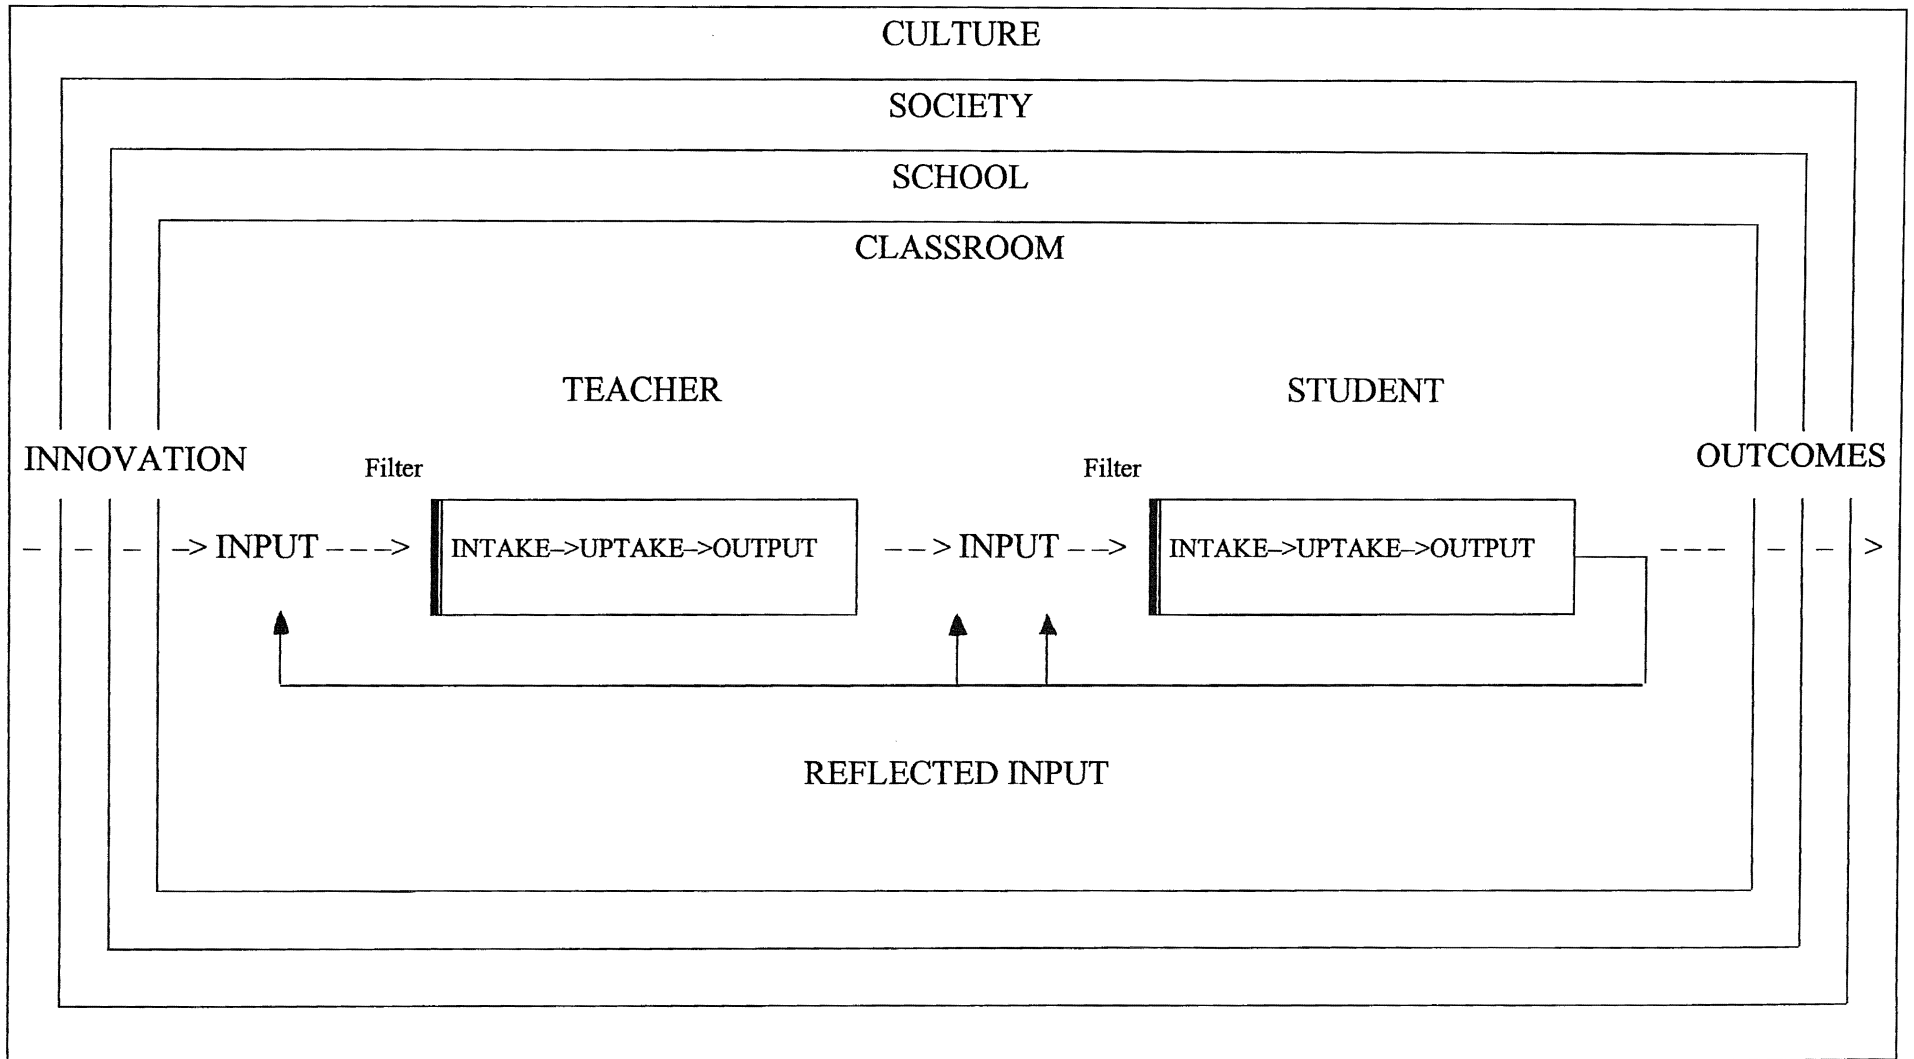 CULTURE
SOCIETY
SCHOOL
CLASSROOM
TEACHER STUDENT
INNOVATION OUTCOMES
Filter Filter
– – – –> INPUT – – –> INTAKE–>UPTAKE–>OUTPUT – –> INPUT – –> INTAKE–>UPTAKE–>OUTPUT – – – – – >
REFLECTED INPUT